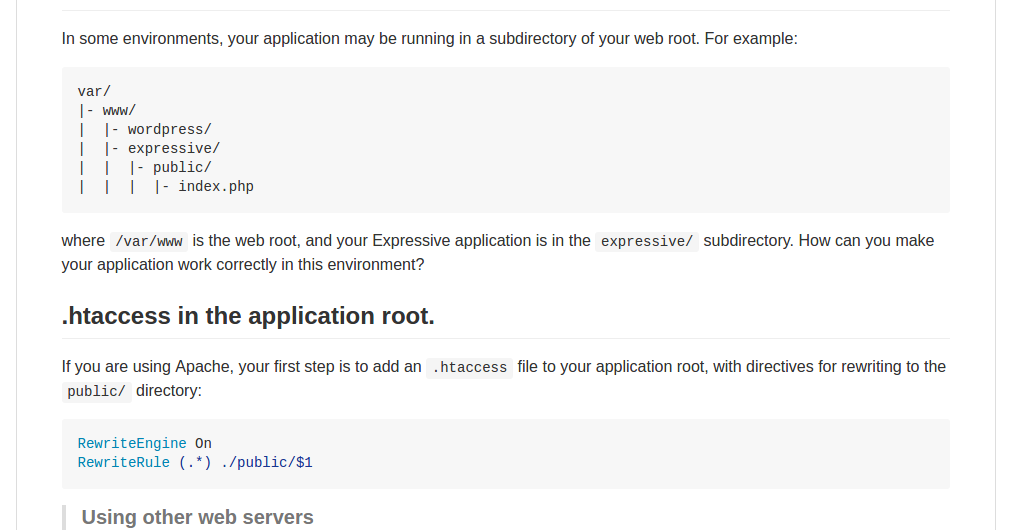 In some environments, your application may be running in a subdirectory of your web root. For example:
var/
|- www/
|  |- wordpress/
|  |- expressive/
|  |  |- public/
|  |  |  |- index.php
where /var/www is the web root, and your Expressive application is in the expressive/ subdirectory. How can you make
your application work correctly in this environment?
.htaccess in the application root.
If you are using Apache, your first step is to add an .htaccess file to your application root, with directives for rewriting to the
public/ directory:
RewriteEngine On
RewriteRule (.*) ./public/$1
Using other web servers